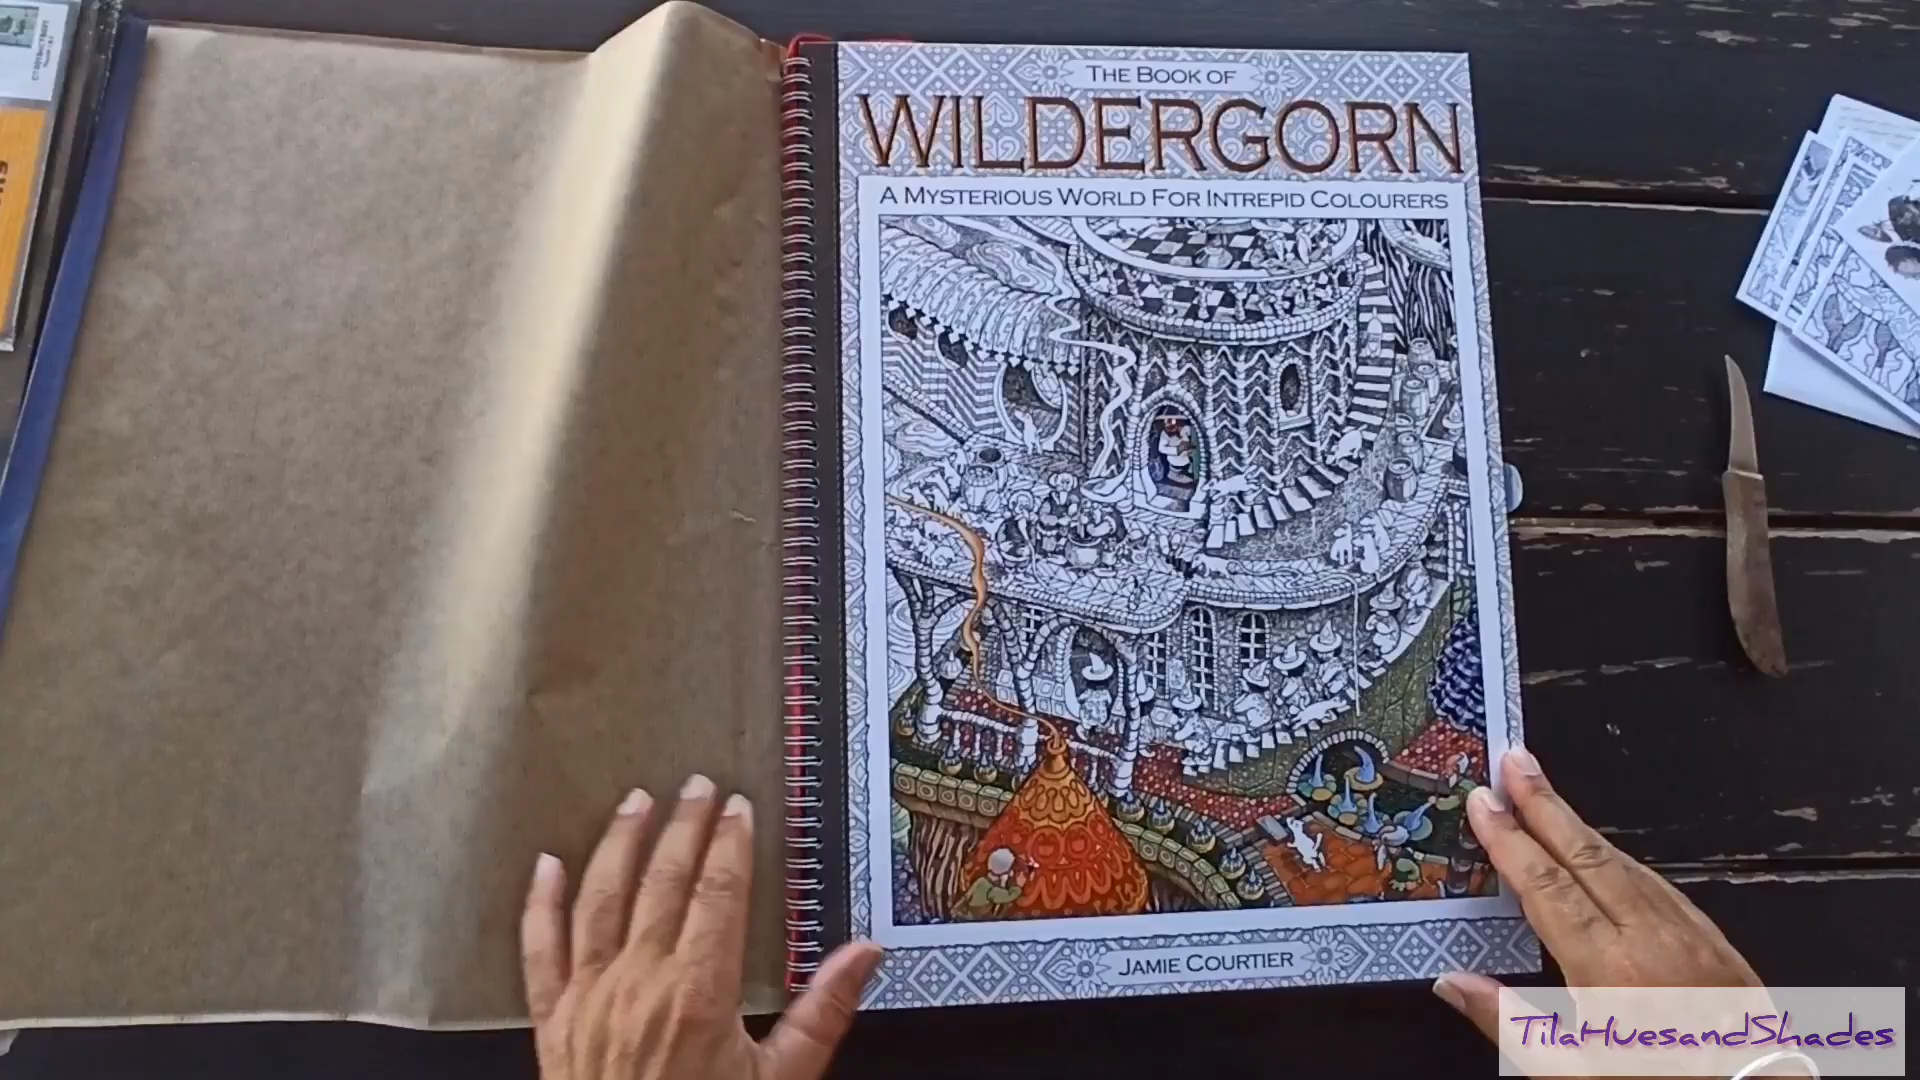 THE BOOK OF
WILDERGORN
A MYSTERIOUS WORLD FOR INTREPID COLOURERS
JAMIE COURTIER
TilaHuesandShades